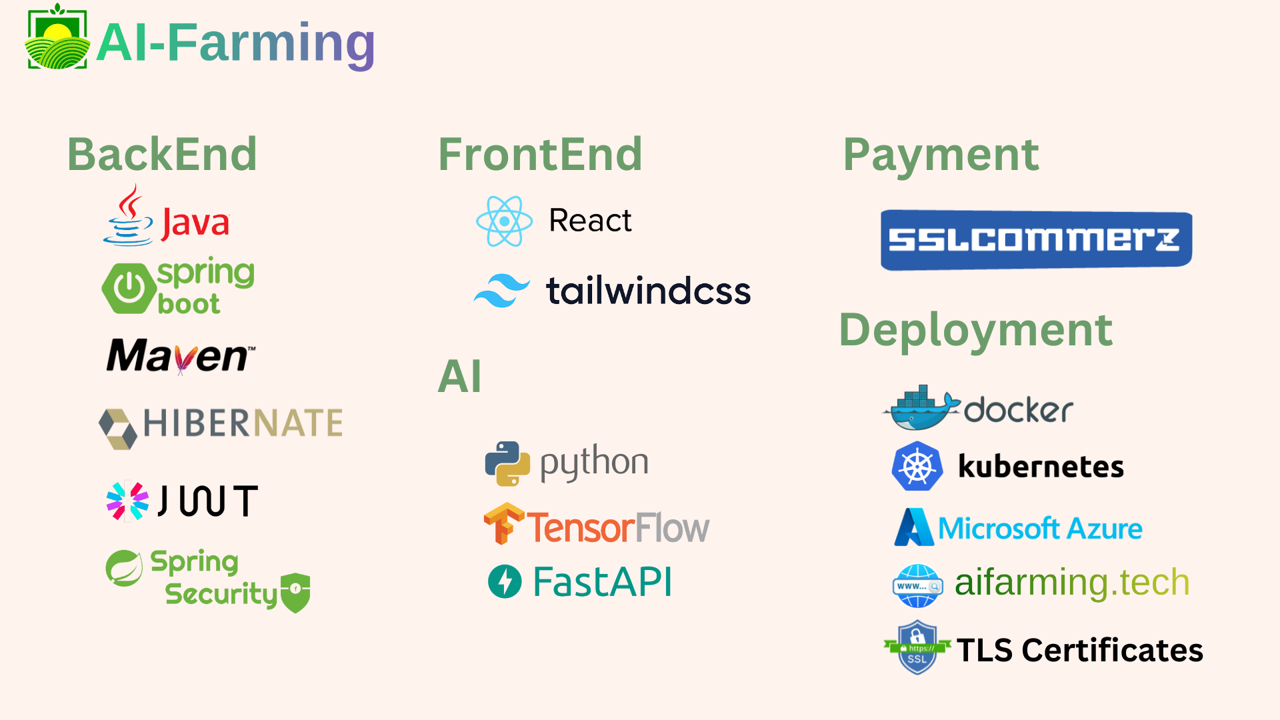 AI-Farming
BackEnd
Java
spring
boot
Maven™
HIBERNATE
JWT
Spring
Security
FrontEnd
React
tailwindcss
AI
python
TensorFlow
FastAPI
Payment
SSLCOMMERZ
Deployment
docker
kubernetes
Microsoft Azure
www...
aifarming.tech
https://
SSL
TLS Certificates